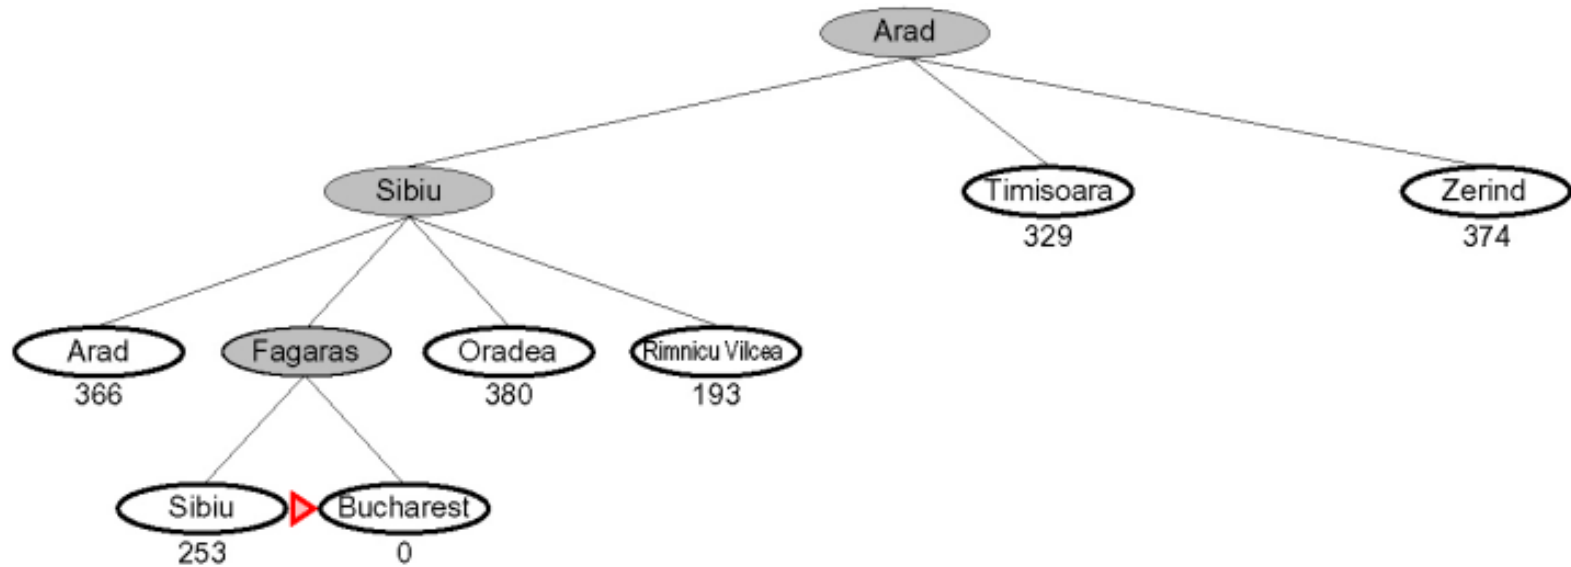 Arad
Sibiu
Timisoara
Zerind
329
374
Arad
Fagaras
Oradea
Rimnicu Vilcea
366
380
193
Sibiu
Bucharest
253
0